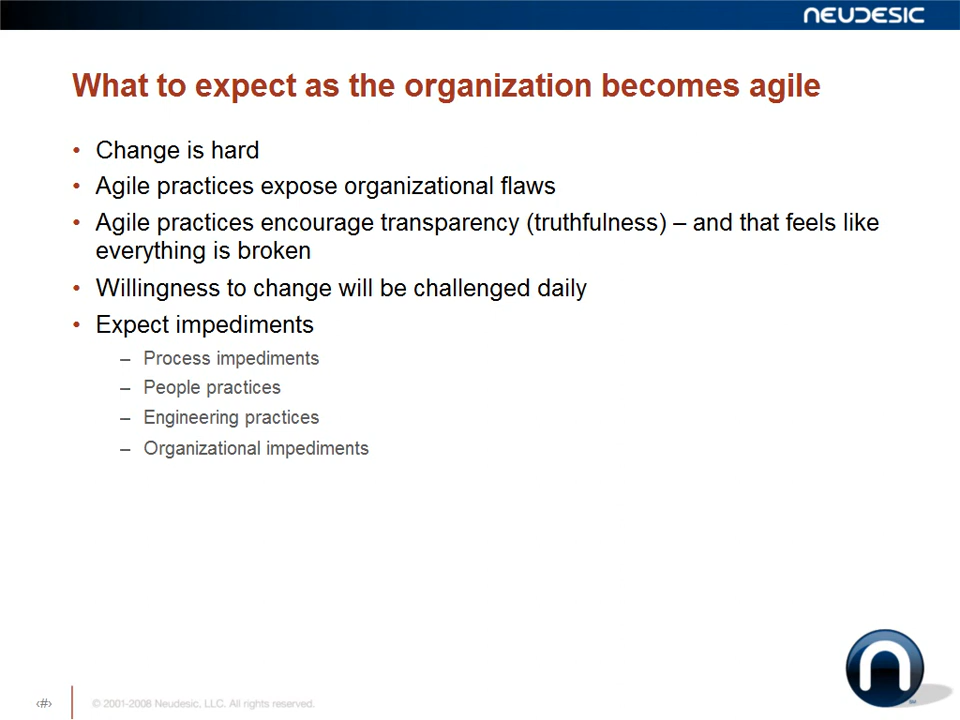 NEUDESIC
What to expect as the organization becomes agile
• Change is hard
• Agile practices expose organizational flaws
• Agile practices encourage transparency (truthfulness) – and that feels like
everything is broken
• Willingness to change will be challenged daily
• Expect impediments
– Process impediments
– People practices
– Engineering practices
– Organizational impediments
n
SM
‹#›
© 2001-2008 Neudesic, LLC. All rights reserved.